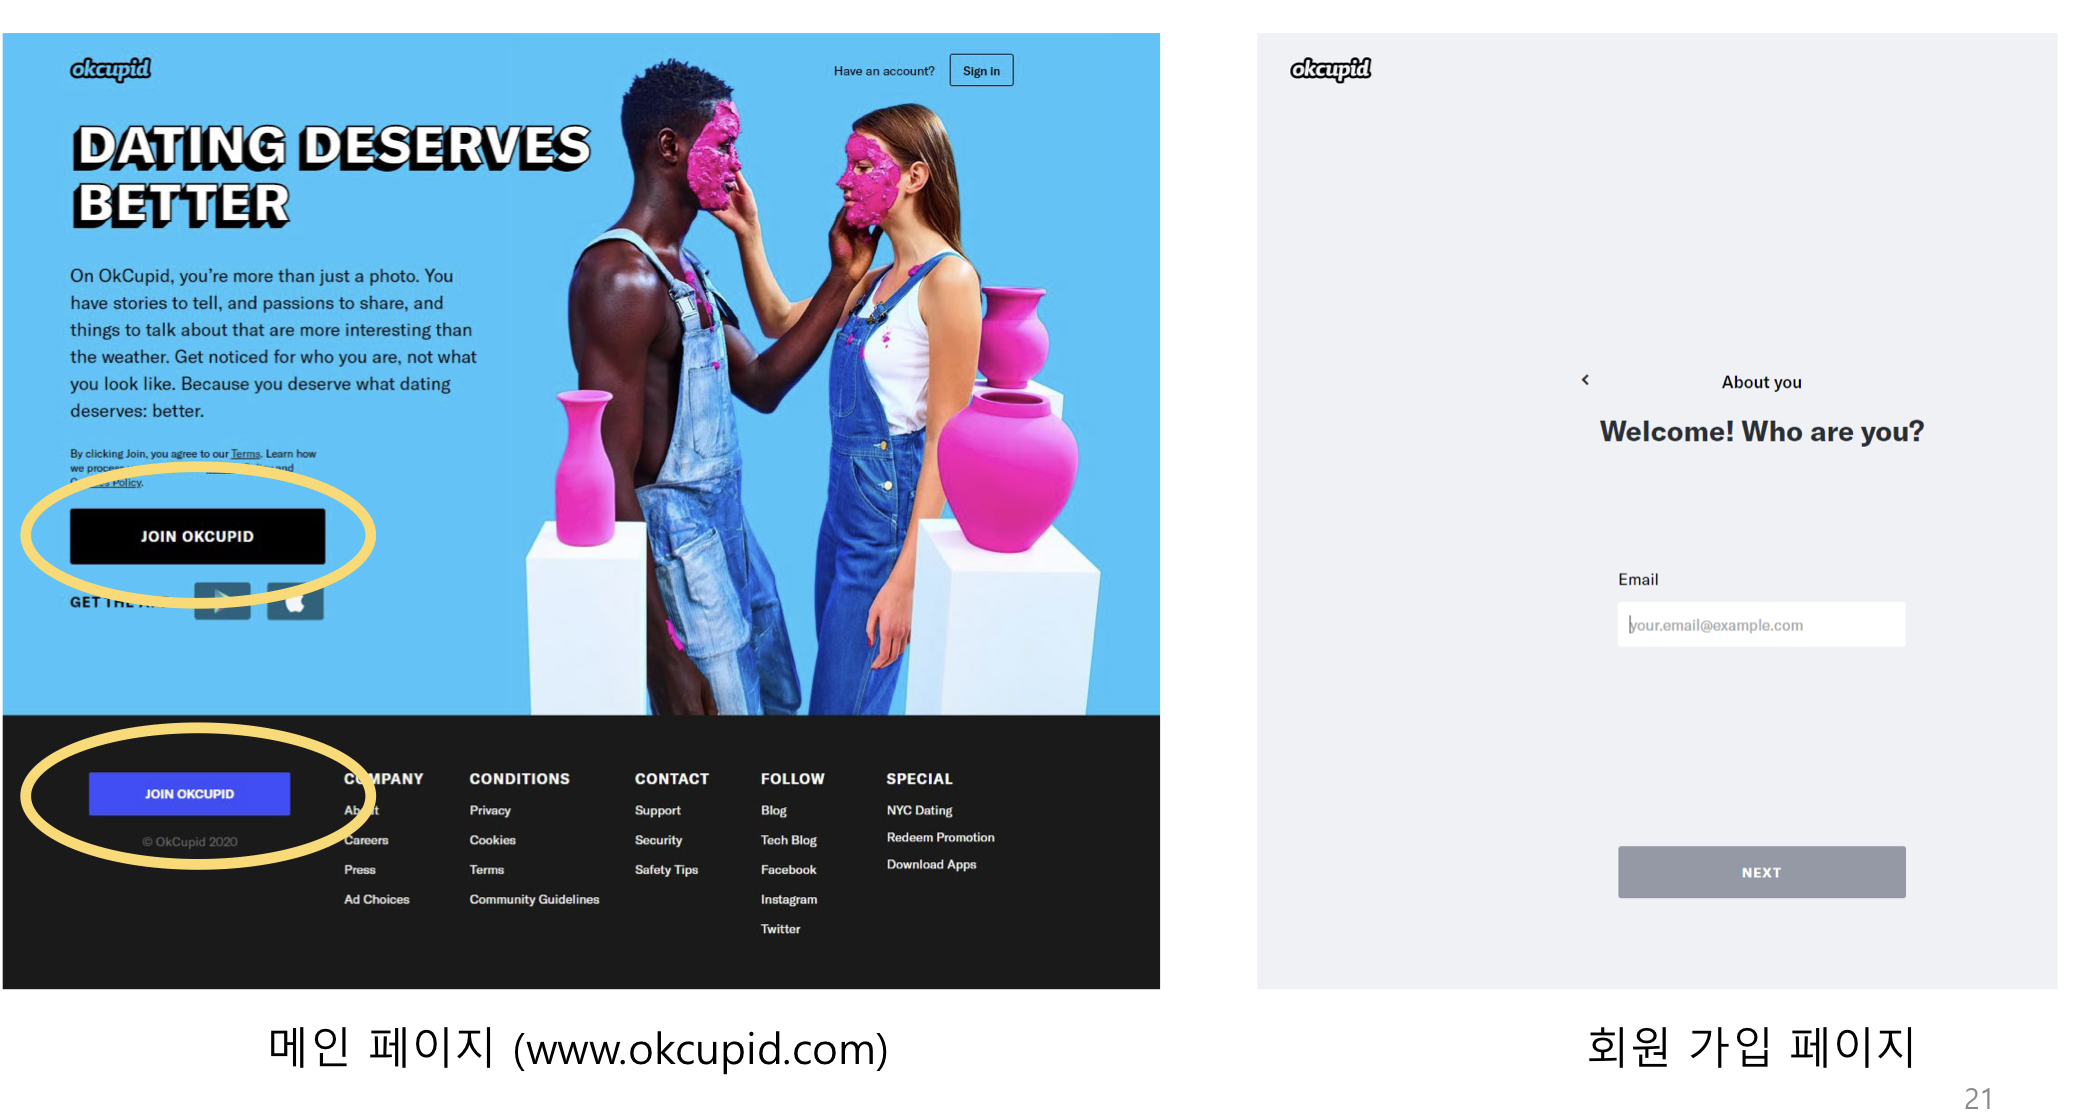 okcupid
Have an account?
Sign in
DATING DESERVES
BETTER
On OkCupid, you're more than just a photo. You
have stories to tell, and passions to share, and
things to talk about that are more interesting than
the weather. Get noticed for who you are, not what
you look like. Because you deserve what dating
deserves: better.
By clicking Join, you agree to our Terms. Learn how
we process and
Policy.
JOIN OKCUPID
GET THE
JOIN OKCUPID
© OkCupid 2020
COMPANY
About
Careers
Press
Ad Choices
CONDITIONS
Privacy
Cookies
Terms
Community Guidelines
CONTACT
Support
Security
Safety Tips
FOLLOW
Blog
Tech Blog
Facebook
Instagram
Twitter
SPECIAL
NYC Dating
Redeem Promotion
Download Apps
메인 페이지 (www.okcupid.com)
okcupid
About you
Welcome! Who are you?
Email
your.email@example.com
NEXT
회원 가입 페이지
21